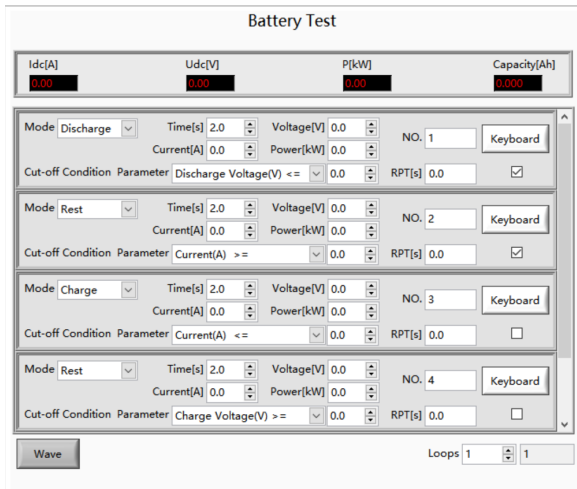 Battery Test
Idc[A] Udc[V] P[kW] Capacity[Ah]
0.00 0.00 0.00 0.000
Mode Discharge Time[s] 2.0 Voltage[V] 0.0 NO. 1 Keyboard
Current[A] 0.0 Power[kW] 0.0
Cut-off Condition Parameter Discharge Voltage(V) <= 0.0 RPT[s] 0.0
Mode Rest Time[s] 2.0 Voltage[V] 0.0 NO. 2 Keyboard
Current[A] 0.0 Power[kW] 0.0
Cut-off Condition Parameter Current(A) >= 0.0 RPT[s] 0.0
Mode Charge Time[s] 2.0 Voltage[V] 0.0 NO. 3 Keyboard
Current[A] 0.0 Power[kW] 0.0
Cut-off Condition Parameter Current(A) <= 0.0 RPT[s] 0.0
Mode Rest Time[s] 2.0 Voltage[V] 0.0 NO. 4 Keyboard
Current[A] 0.0 Power[kW] 0.0
Cut-off Condition Parameter Charge Voltage(V) >= 0.0 RPT[s] 0.0
Wave Loops 1 1